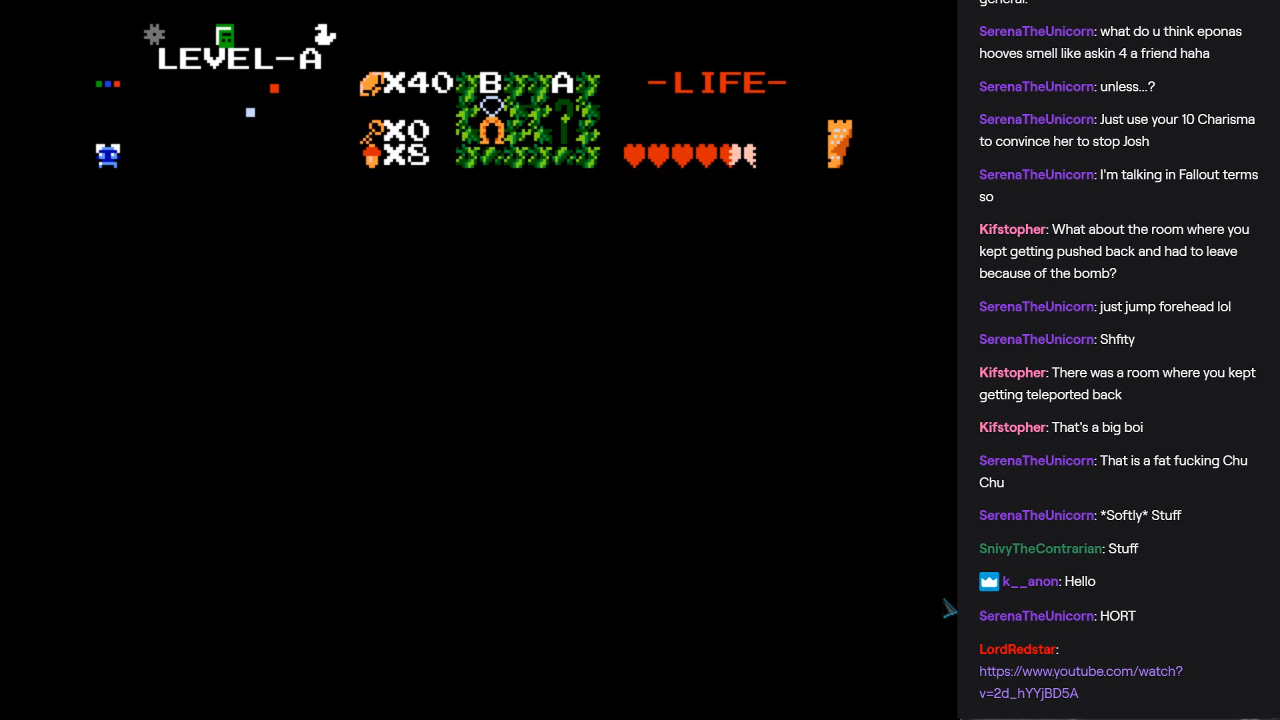 LEVEL-A
X40 B A -LIFE-
X0
X8
general.
SerenaTheUnicorn: what do u think eponas
hooves smell like askin 4 a friend haha
SerenaTheUnicorn: unless...?
SerenaTheUnicorn: Just use your 10 Charisma
to convince her to stop Josh
SerenaTheUnicorn: I'm talking in Fallout terms
so
Kifstopher: What about the room where you
kept getting pushed back and had to leave
because of the bomb?
SerenaTheUnicorn: just jump forehead lol
SerenaTheUnicorn: Shfity
Kifstopher: There was a room where you kept
getting teleported back
Kifstopher: That's a big boi
SerenaTheUnicorn: That is a fat fucking Chu
Chu
SerenaTheUnicorn: *Softly* Stuff
SnivyTheContrarian: Stuff
k__anon: Hello
SerenaTheUnicorn: HORT
LordRedstar:
https://www.youtube.com/watch?
v=2d_hYYjBD5A